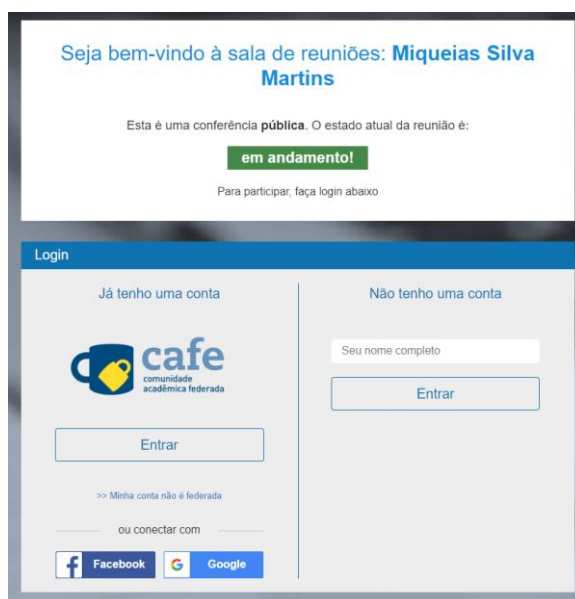 Seja bem-vindo à sala de reuniões: Miqueias Silva
Martins
Esta é uma conferência pública. O estado atual da reunião é:
em andamento!
Para participar, faça login abaixo
Login
Já tenho uma conta
cafe
comunidade
acadêmica federada
Entrar
>> Minha conta não é federada
ou conectar com
f Facebook
G Google
Não tenho uma conta
Seu nome completo
Entrar